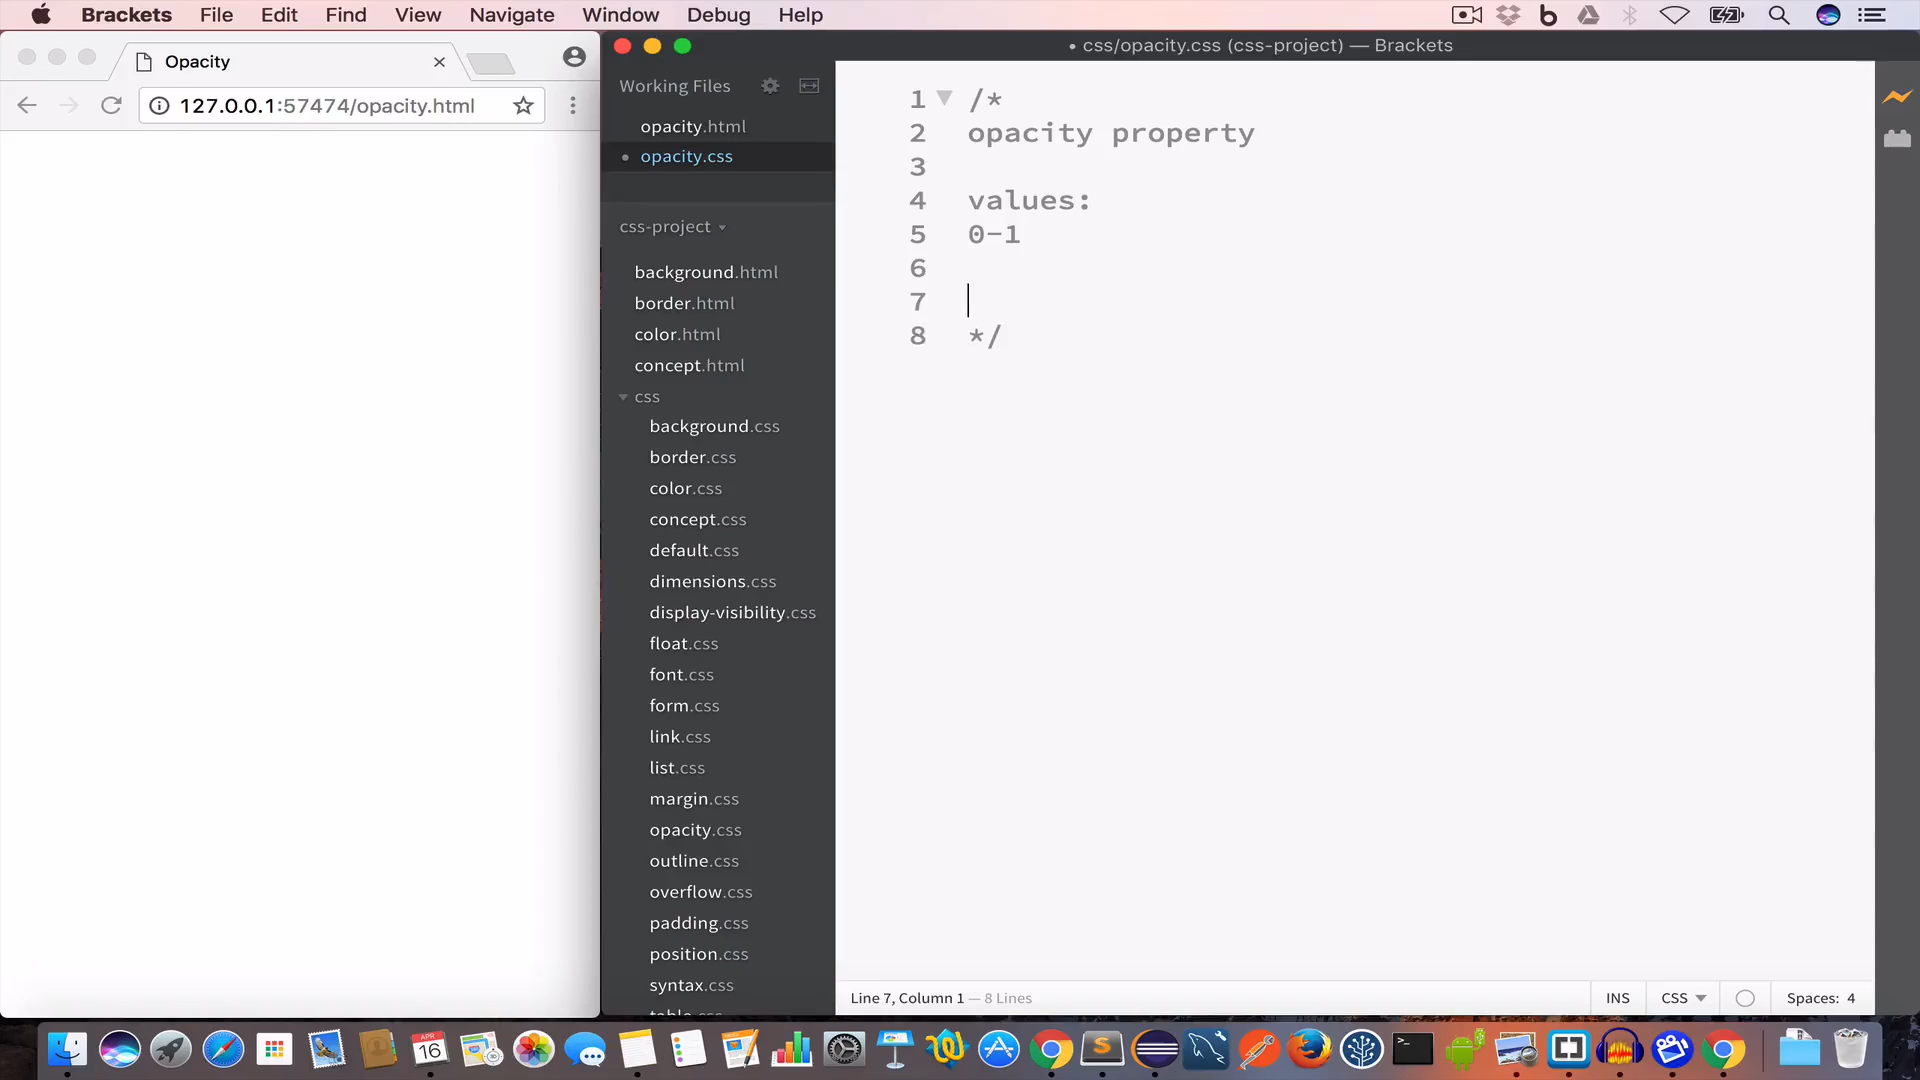 Brackets File Edit Find View Navigate Window Debug Help
Opacity
127.0.0.1:57474/opacity.html
• css/opacity.css (css-project) — Brackets
Working Files
opacity.html
• opacity.css
css-project
background.html
border.html
color.html
concept.html
css
background.css
border.css
color.css
concept.css
default.css
dimensions.css
display-visibility.css
float.css
font.css
form.css
link.css
list.css
margin.css
opacity.css
outline.css
overflow.css
padding.css
position.css
syntax.css
table.css
1 /*
2 opacity property
3
4 values:
5 0-1
6
7
8 */
Line 7, Column 1 — 8 Lines
INS CSS Spaces: 4
APR
16